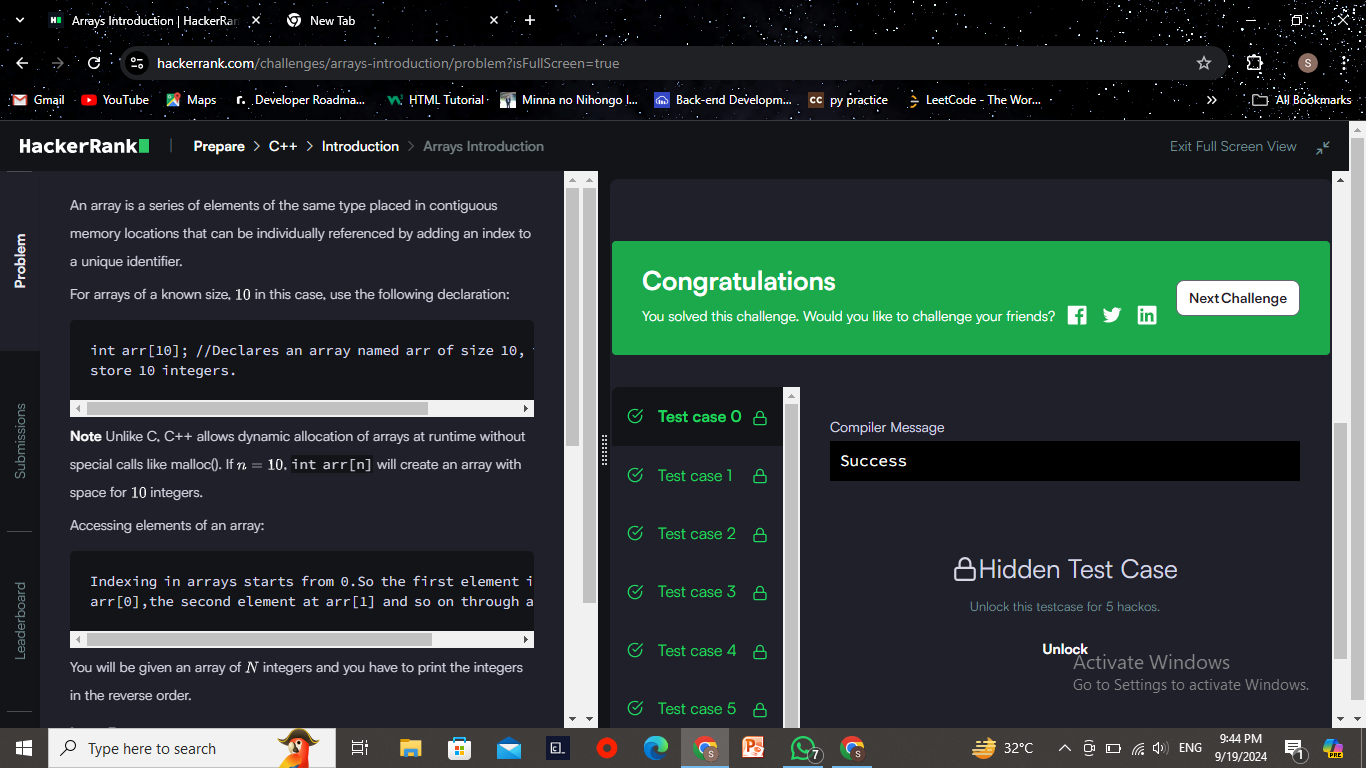 Arrays Introduction | HackerRan
New Tab
hackerrank.com/challenges/arrays-introduction/problem?isFullScreen=true
S
Gmail
YouTube
Maps
r.
Developer Roadma...
HTML Tutorial
Minna no Nihongo I...
Back-end Developm...
CC
py practice
LeetCode - The Wor...
»
All Bookmarks
HackerRank
Prepare > C++ > Introduction > Arrays Introduction
Exit Full Screen View
Problem
Submissions
Leaderboard
An array is a series of elements of the same type placed in contiguous
memory locations that can be individually referenced by adding an index to
a unique identifier.
For arrays of a known size, 10 in this case, use the following declaration:
int arr[10]; //Declares an array named arr of size 10,
store 10 integers.
Note Unlike C, C++ allows dynamic allocation of arrays at runtime without
special calls like malloc(). If n = 10, int arr[n] will create an array with
space for 10 integers.
Accessing elements of an array:
Indexing in arrays starts from 0.So the first element i
arr[0],the second element at arr[1] and so on through a
You will be given an array of N integers and you have to print the integers
in the reverse order.
Congratulations
You solved this challenge. Would you like to challenge your friends?
Next Challenge
Test case 0
Test case 1
Test case 2
Test case 3
Test case 4
Test case 5
Compiler Message
Success
Hidden Test Case
Unlock this testcase for 5 hackos.
Unlock
Activate Windows
Go to Settings to activate Windows.
Type here to search
7
32°C
ENG
9:44 PM
9/19/2024
1
PRE